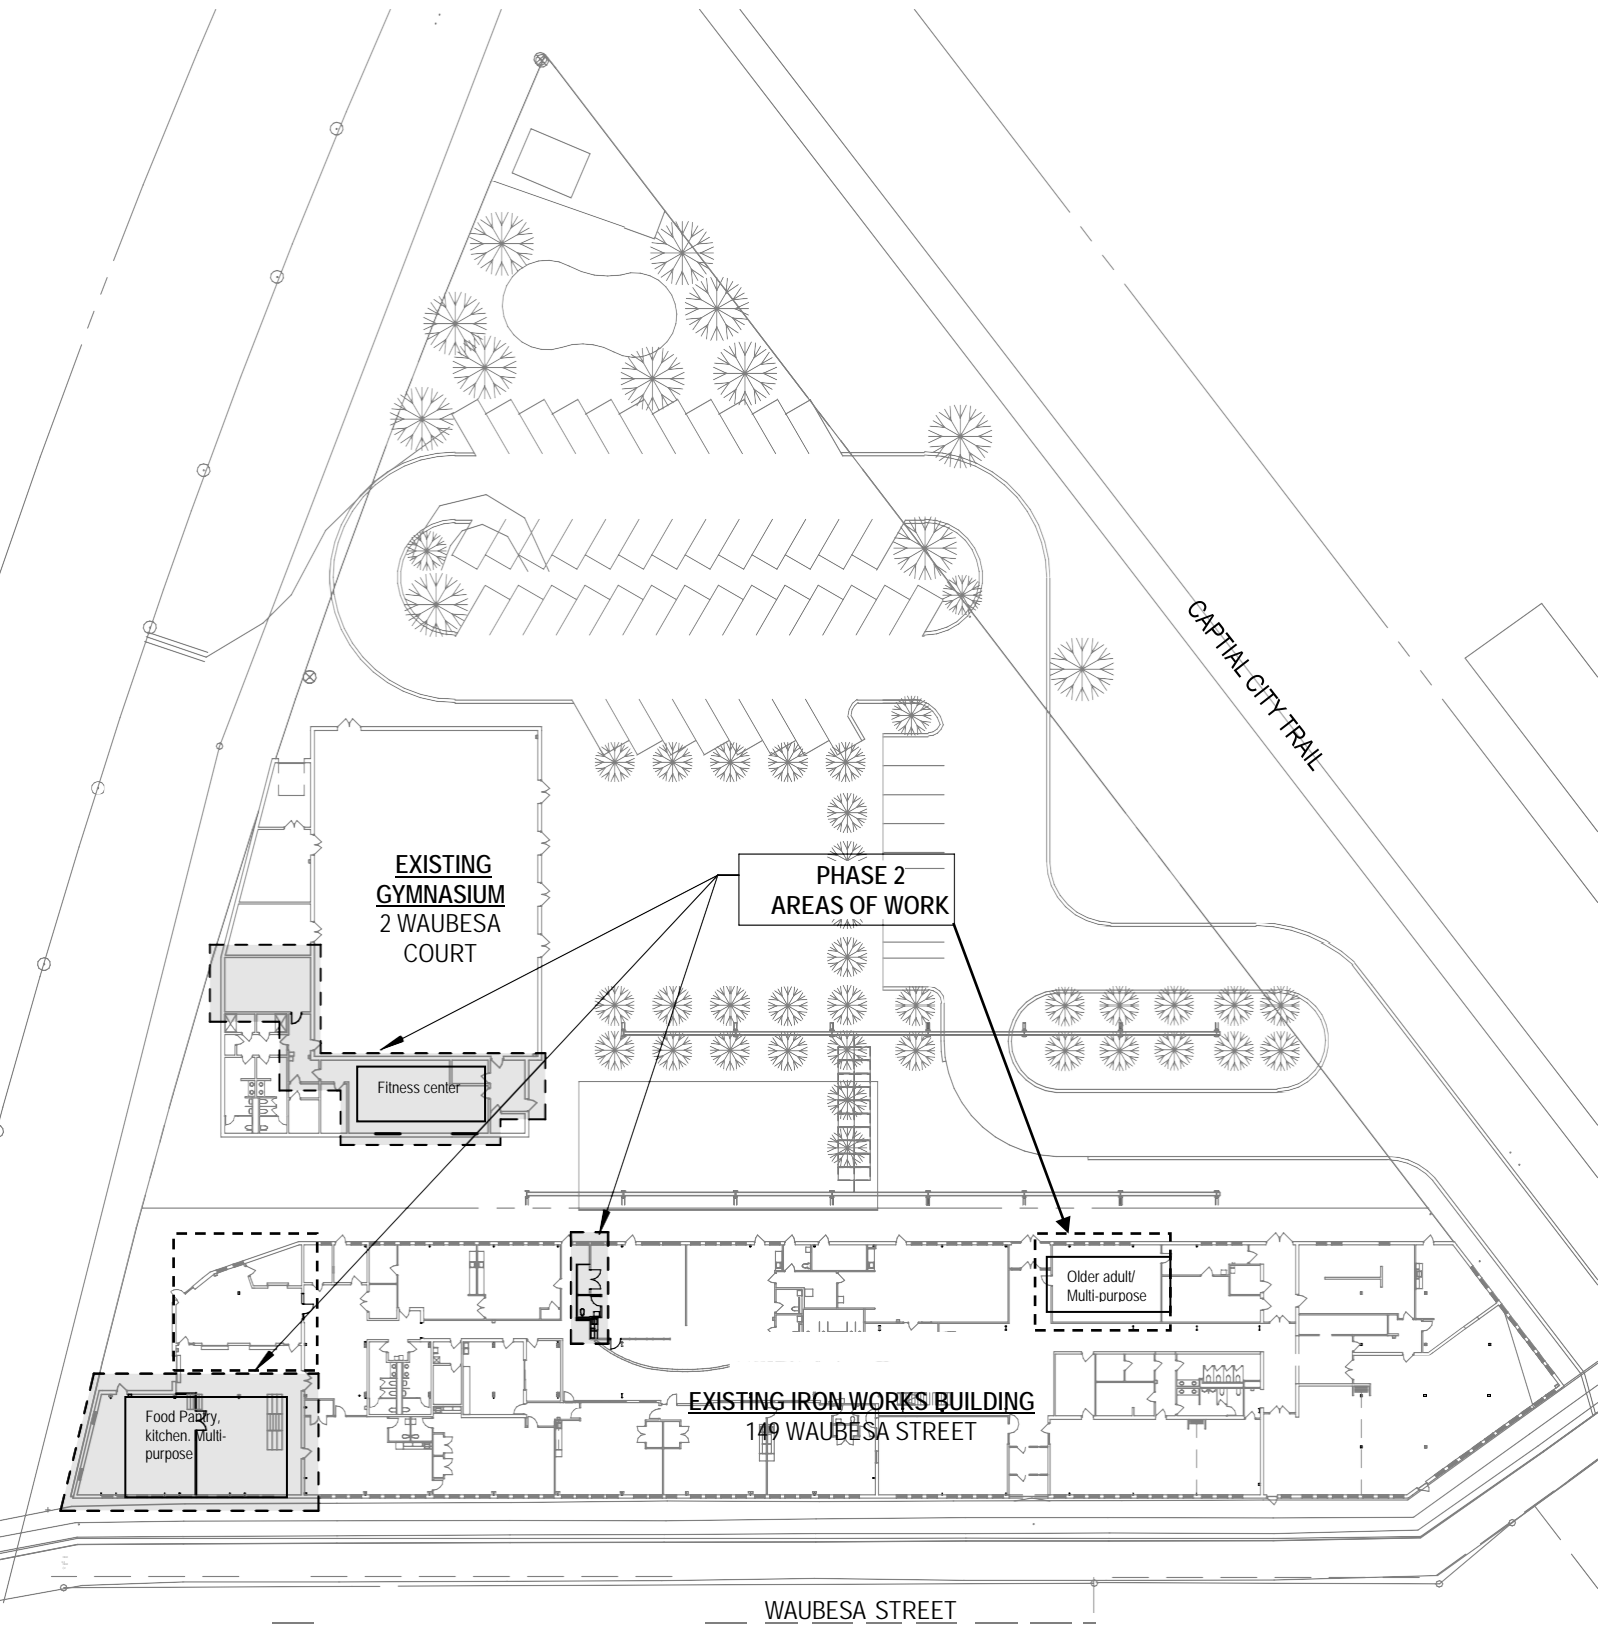 CAPTIAL CITY TRAIL
EXISTING
GYMNASIUM
2 WAUBESA
COURT
PHASE 2
AREAS OF WORK
Fitness center
Older adult/
Multi-purpose
EXISTING IRON WORKS BUILDING
149 WAUBESA STREET
Food Pantry,
kitchen. Multi-
purpose
WAUBESA STREET